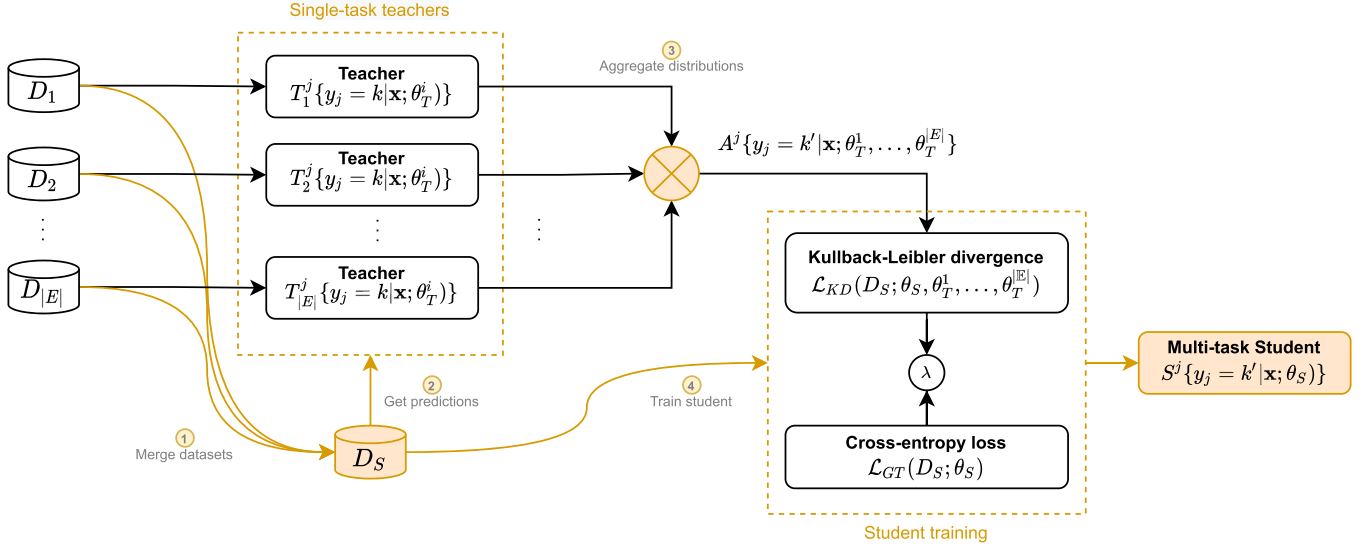 Single-task teachers
D_1
Teacher
T_1^j{y_j = k|x; θ_T^i)}
3
Aggregate distributions
D_2
Teacher
T_2^j{y_j = k|x; θ_T^i)}
A^j{y_j = k′|x; θ_T^1, . . . , θ_T^{|E|}}
⋮
⋮
⋮
D_{|E|}
Teacher
T_{|E|}^j{y_j = k|x; θ_T^i)}
Kullback-Leibler divergence
ℒ_{KD}(D_S; θ_S, θ_T^1, . . . , θ_T^{|𝔼|})
λ
Multi-task Student
S^j{y_j = k′|x; θ_S)}
2
Get predictions
4
Train student
1
Merge datasets
D_S
Cross-entropy loss
ℒ_{GT}(D_S; θ_S)
Student training